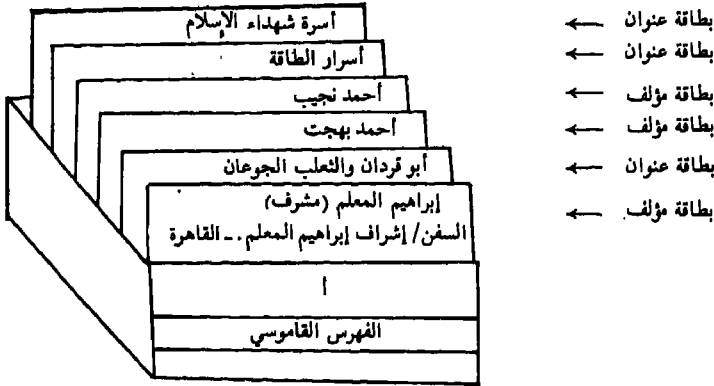 أسرة شهداء الإسلام ← بطاقة عنوان
أسرار الطاقة ← بطاقة عنوان
أحمد نجيب ← بطاقة مؤلف
أحمد بهجت ← بطاقة مؤلف
أبو قردان والثعلب الجوعان ← بطاقة عنوان
إبراهيم المعلم (مشرف) ← بطاقة مؤلف
السفن/ إشراف إبراهيم المعلم .ـ القاهرة
أ
الفهرس القاموسي